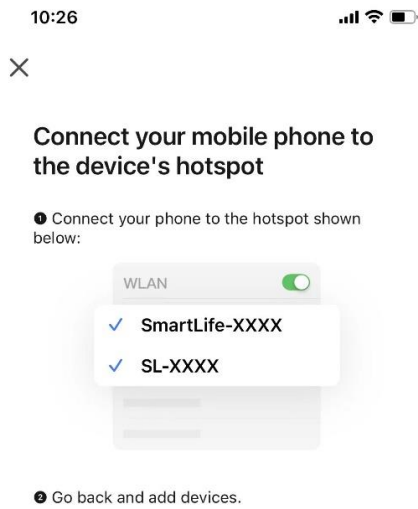 10:26
Connect your mobile phone to
the device's hotspot
❶ Connect your phone to the hotspot shown
below:
WLAN
SmartLife-XXXX
SL-XXXX
❷ Go back and add devices.